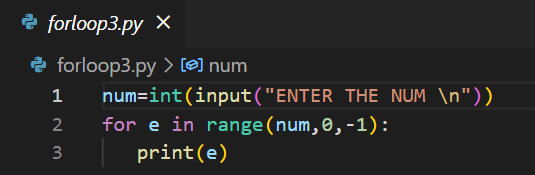 forloop3.py
forloop3.py > num
1 num=int(input("ENTER THE NUM \n"))
2 for e in range(num,0,-1):
3     print(e)